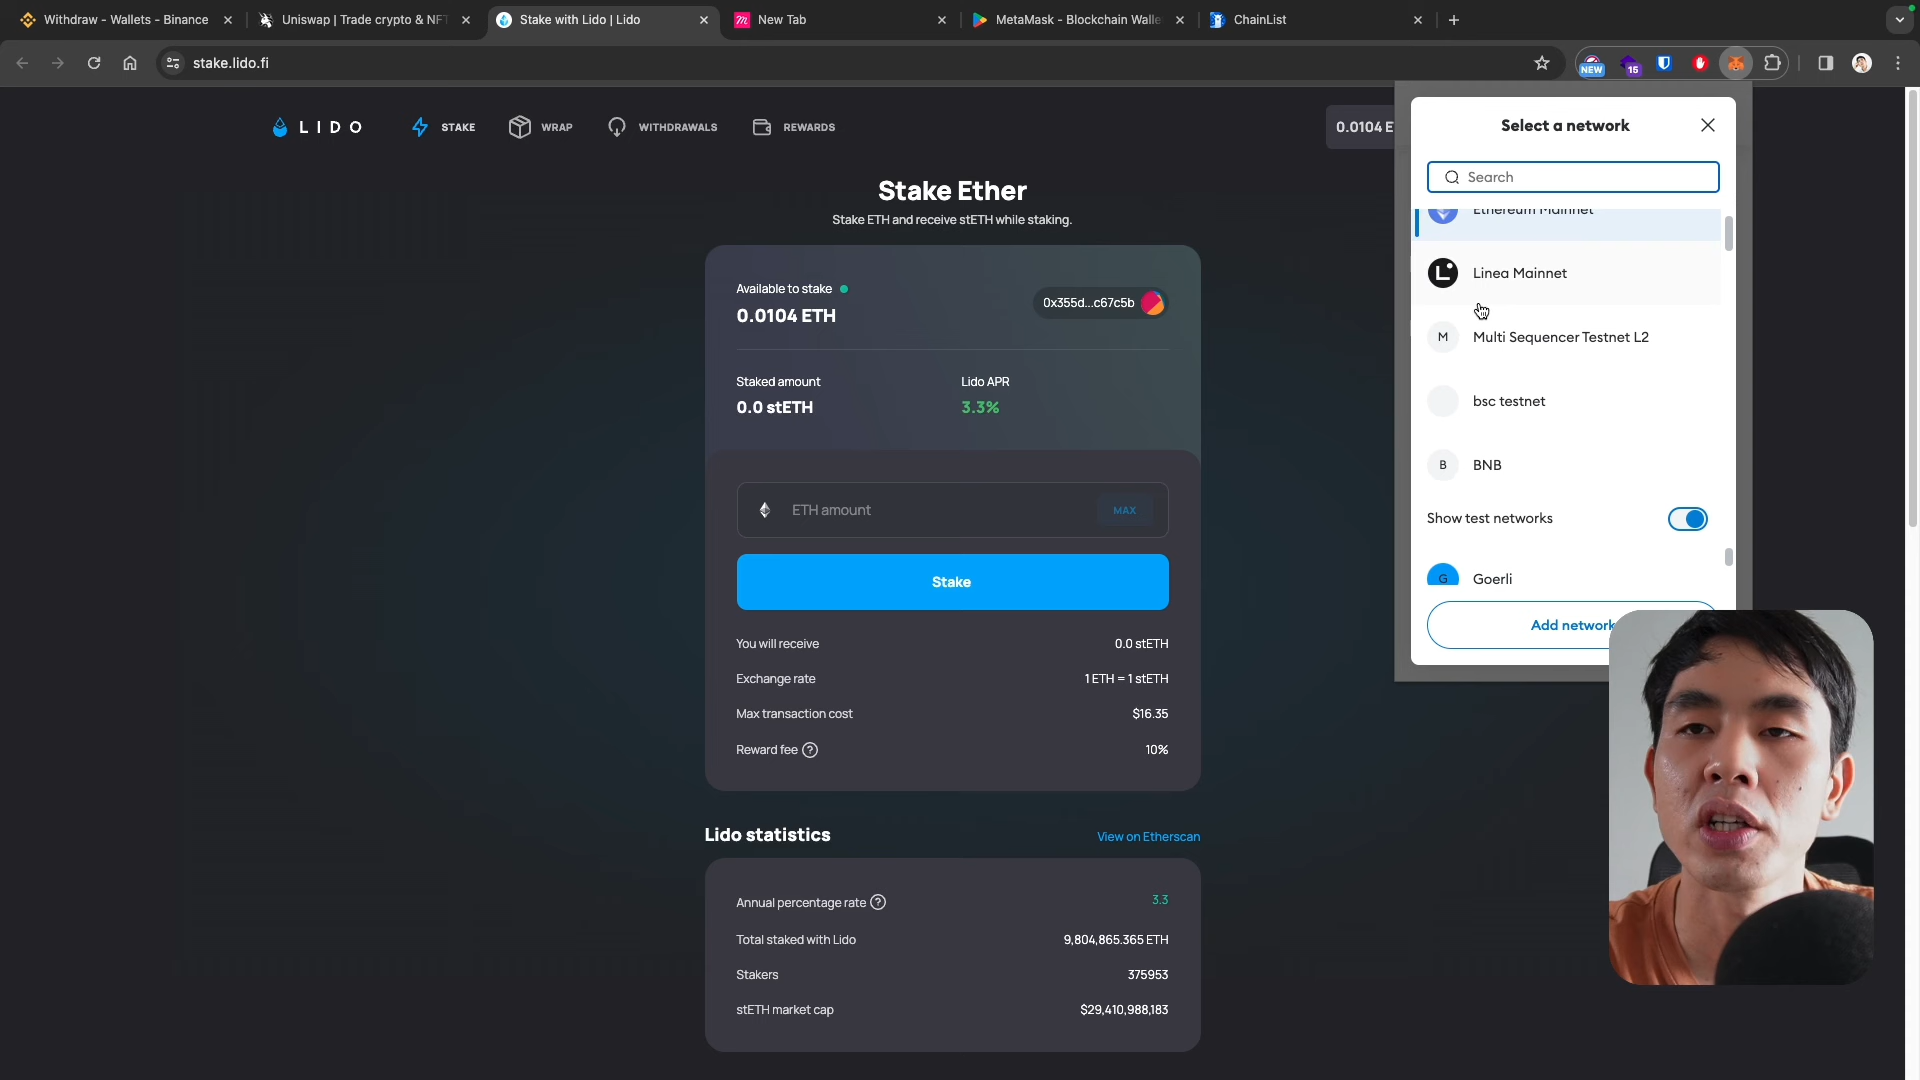 Withdraw - Wallets - Binance
Uniswap | Trade crypto & NFT
Stake with Lido | Lido
New Tab
MetaMask - Blockchain Walle
ChainList
stake.lido.fi
NEW
15
LIDO
STAKE
WRAP
WITHDRAWALS
REWARDS
0.0104 E
Stake Ether
Stake ETH and receive stETH while staking.
Available to stake
0.0104 ETH
0x355d...c67c5b
Staked amount
0.0 stETH
Lido APR
3.3%
ETH amount
MAX
Stake
You will receive
0.0 stETH
Exchange rate
1 ETH = 1 stETH
Max transaction cost
$16.35
Reward fee ?
10%
Lido statistics
View on Etherscan
Annual percentage rate ?
3.3
Total staked with Lido
9,804,865.365 ETH
Stakers
375953
stETH market cap
$29,410,988,183
Select a network
Search
Ethereum Mainnet
L Linea Mainnet
M Multi Sequencer Testnet L2
bsc testnet
B BNB
Show test networks
G Goerli
Add network